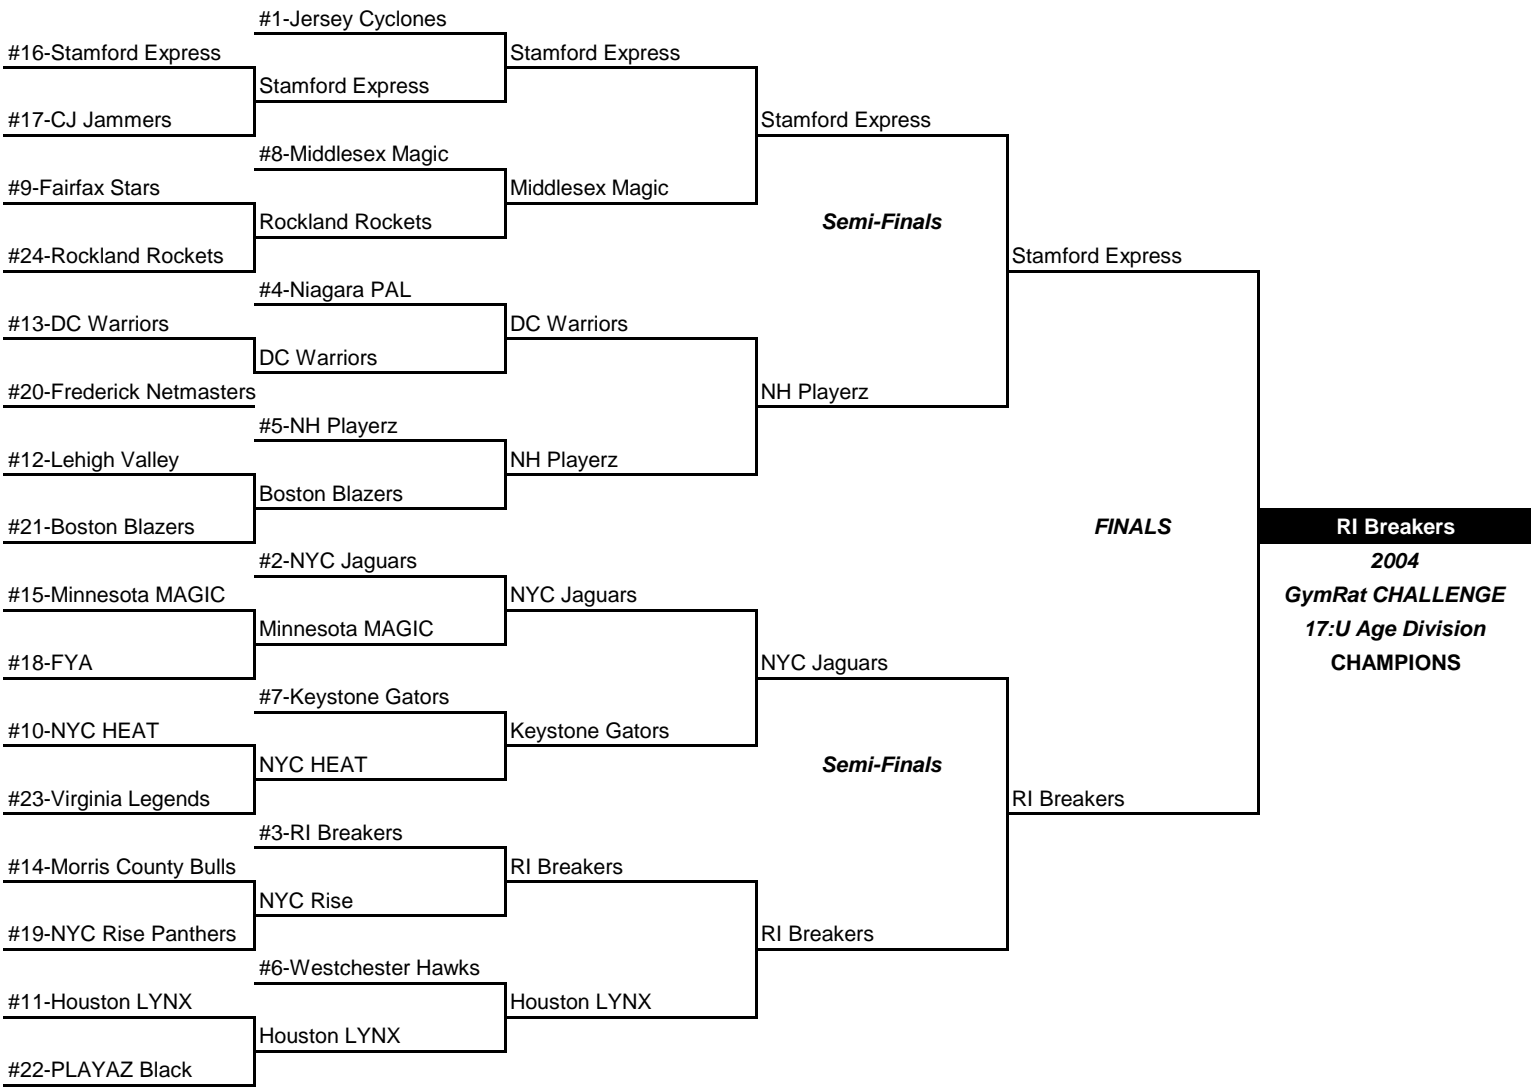 #1-Jersey Cyclones
#16-Stamford Express
Stamford Express
Stamford Express
#17-CJ Jammers
Stamford Express
#8-Middlesex Magic
#9-Fairfax Stars
Middlesex Magic
Rockland Rockets
Semi-Finals
#24-Rockland Rockets
Stamford Express
#4-Niagara PAL
#13-DC Warriors
DC Warriors
DC Warriors
#20-Frederick Netmasters
NH Playerz
#5-NH Playerz
#12-Lehigh Valley
NH Playerz
Boston Blazers
#21-Boston Blazers
FINALS
RI Breakers
#2-NYC Jaguars
2004
#15-Minnesota MAGIC
NYC Jaguars
GymRat CHALLENGE
Minnesota MAGIC
17:U Age Division
#18-FYA
NYC Jaguars
CHAMPIONS
#7-Keystone Gators
#10-NYC HEAT
Keystone Gators
NYC HEAT
Semi-Finals
#23-Virginia Legends
RI Breakers
#3-RI Breakers
#14-Morris County Bulls
RI Breakers
NYC Rise
#19-NYC Rise Panthers
RI Breakers
#6-Westchester Hawks
#11-Houston LYNX
Houston LYNX
Houston LYNX
#22-PLAYAZ Black